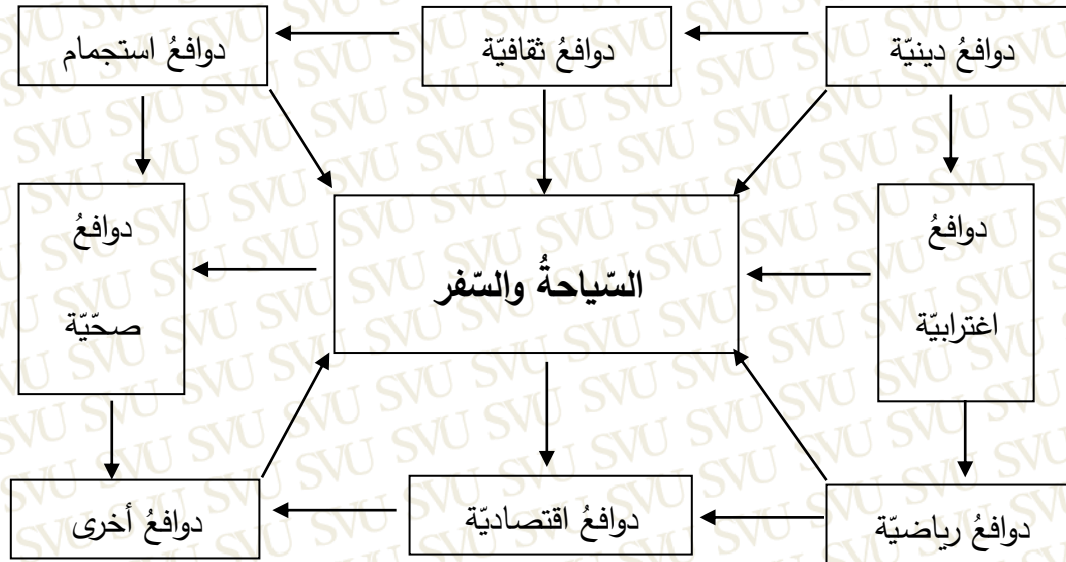 دوافعُ دينيّة
دوافعُ ثقافيّة
دوافعُ استجمام
دوافعُ
اغترابيّة
السّياحةُ والسّفر
دوافعُ
صحّيّة
دوافعُ رياضيّة
دوافعُ اقتصاديّة
دوافعُ أخرى
SVU